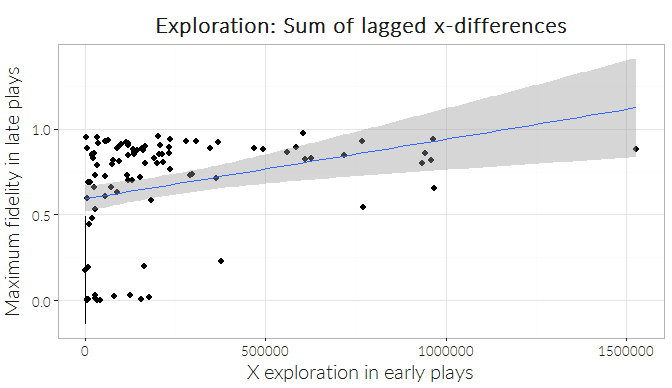 Exploration: Sum of lagged x-differences
Maximum fidelity in late plays
1.0
0.5
0.0
0 500000 1000000 1500000
X exploration in early plays